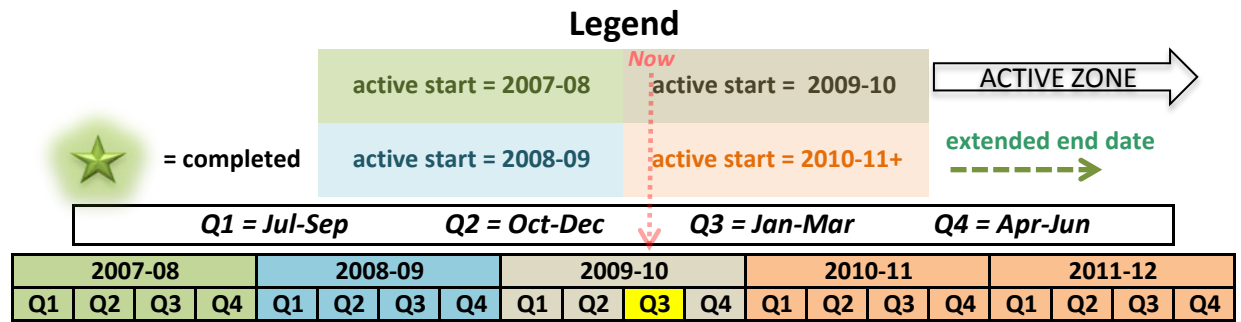 Legend
Now
active start = 2007-08 active start = 2009-10 ACTIVE ZONE
= completed active start = 2008-09 active start = 2010-11+ extended end date
Q1 = Jul-Sep Q2 = Oct-Dec Q3 = Jan-Mar Q4 = Apr-Jun
2007-08 2008-09 2009-10 2010-11 2011-12
Q1 Q2 Q3 Q4 Q1 Q2 Q3 Q4 Q1 Q2 Q3 Q4 Q1 Q2 Q3 Q4 Q1 Q2 Q3 Q4